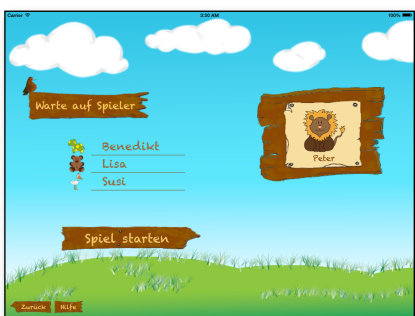 Carrier 3:20 AM 100%
Warte auf Spieler
Benedikt
Lisa
Susi
Peter
Spiel starten
Zurück Hilfe